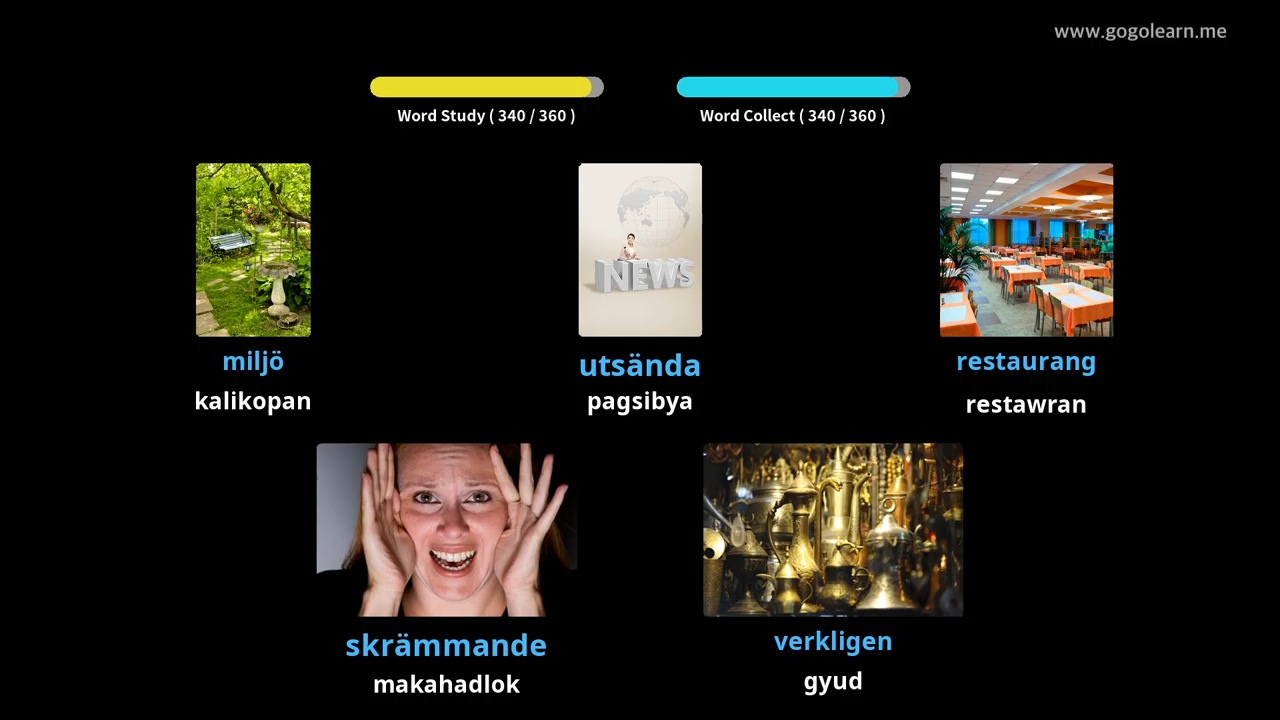 www.gogolearn.me
Word Study ( 340 / 360 )
Word Collect ( 340 / 360 )
NEWS
miljö
kalikopan
utsända
pagsibya
restaurang
restawran
skrämmande
makahadlok
verkligen
gyud